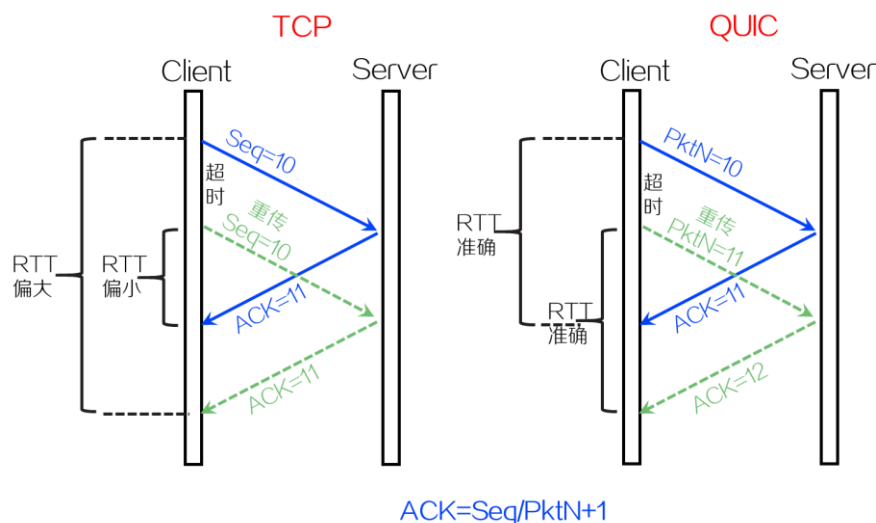 TCP
QUIC
Client
Server
Client
Server
Seq=10
超
时
重传
Seq=10
RTT
偏大
RTT
偏小
ACK=11
ACK=11
PktN=10
超
时
重传
PktN=11
RTT
准确
RTT
准确
ACK=11
ACK=12
ACK=Seq/PktN+1